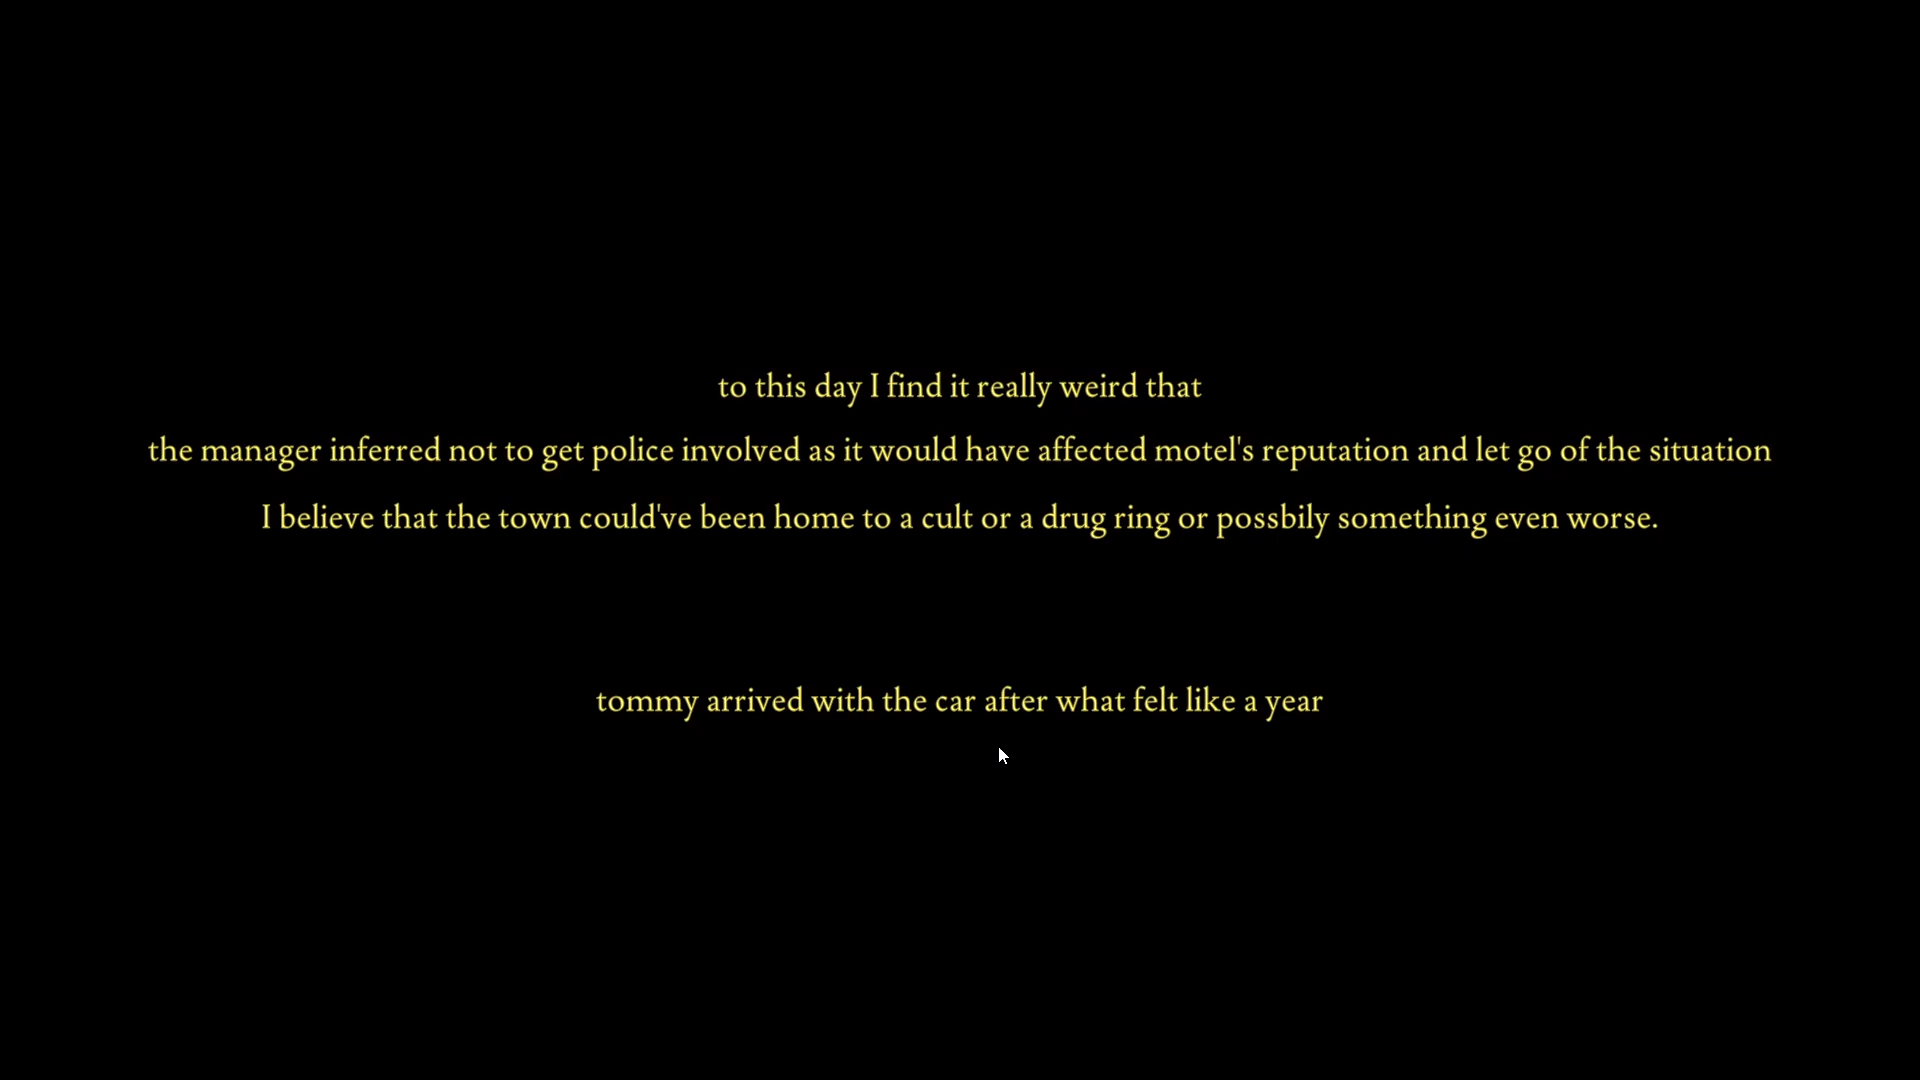 to this day I find it really weird that
the manager inferred not to get police involved as it would have affected motel's reputation and let go of the situation
I believe that the town could've been home to a cult or a drug ring or possbily something even worse.
tommy arrived with the car after what felt like a year